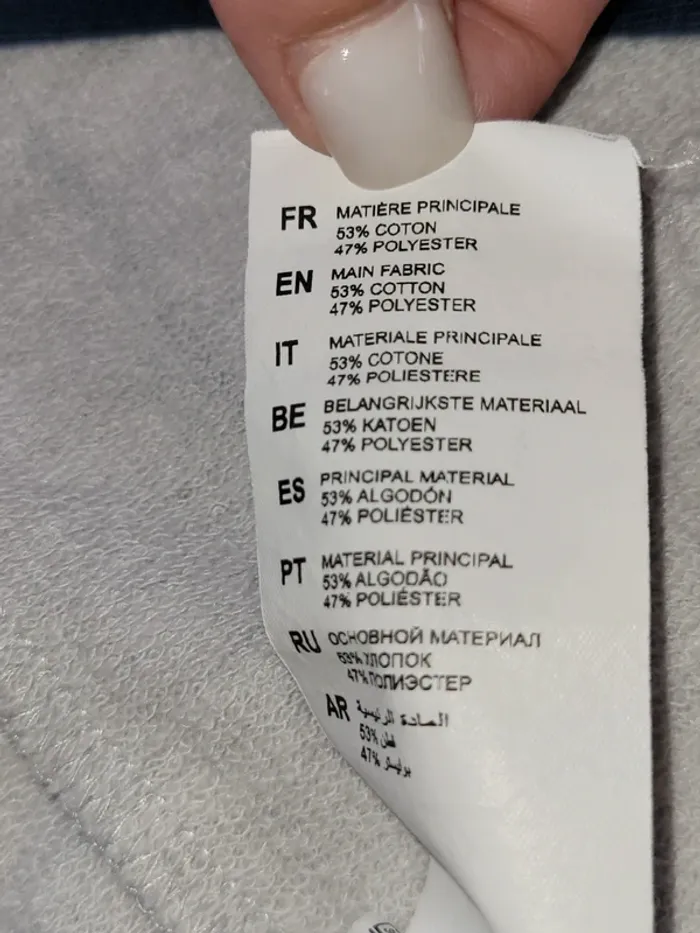 FR MATIÈRE PRINCIPALE
53% COTON
47% POLYESTER
EN MAIN FABRIC
53% COTTON
47% POLYESTER
IT MATERIALE PRINCIPALE
53% COTONE
47% POLIESTERE
BE BELANGRIJKSTE MATERIAAL
53% KATOEN
47% POLYESTER
ES PRINCIPAL MATERIAL
53% ALGODÓN
47% POLIÉSTER
PT MATERIAL PRINCIPAL
53% ALGODÃO
47% POLIÉSTER
RU ОСНОВНОЙ МАТЕРИАЛ
53% ХЛОПОК
47% ПОЛИЭСТЕР
AR المادة الرئيسية
53% قطن
47%